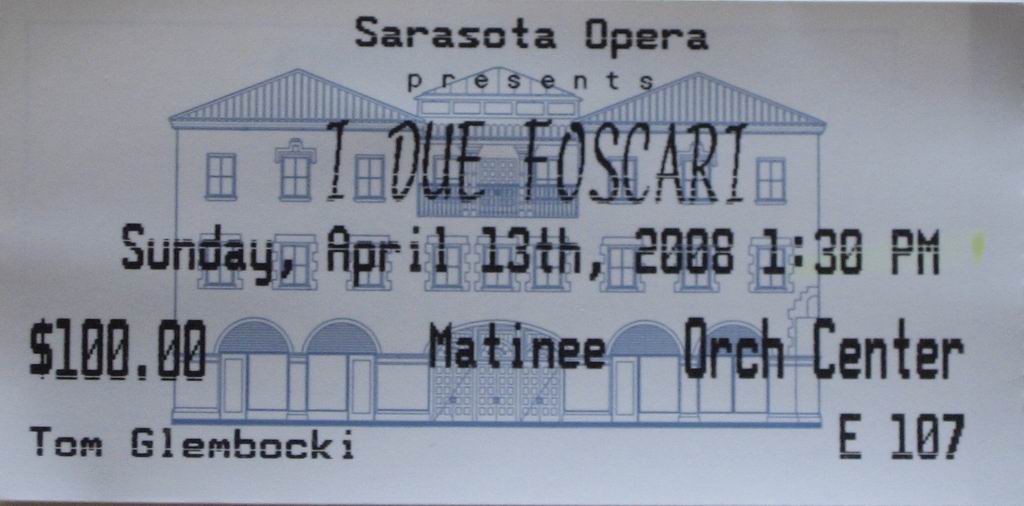 Sarasota Opera
presents
I DUE FOSCARI
Sunday, April 13th, 2008 1:30 PM
$100.00 Matinee Orch Center
Tom Glembocki E 107